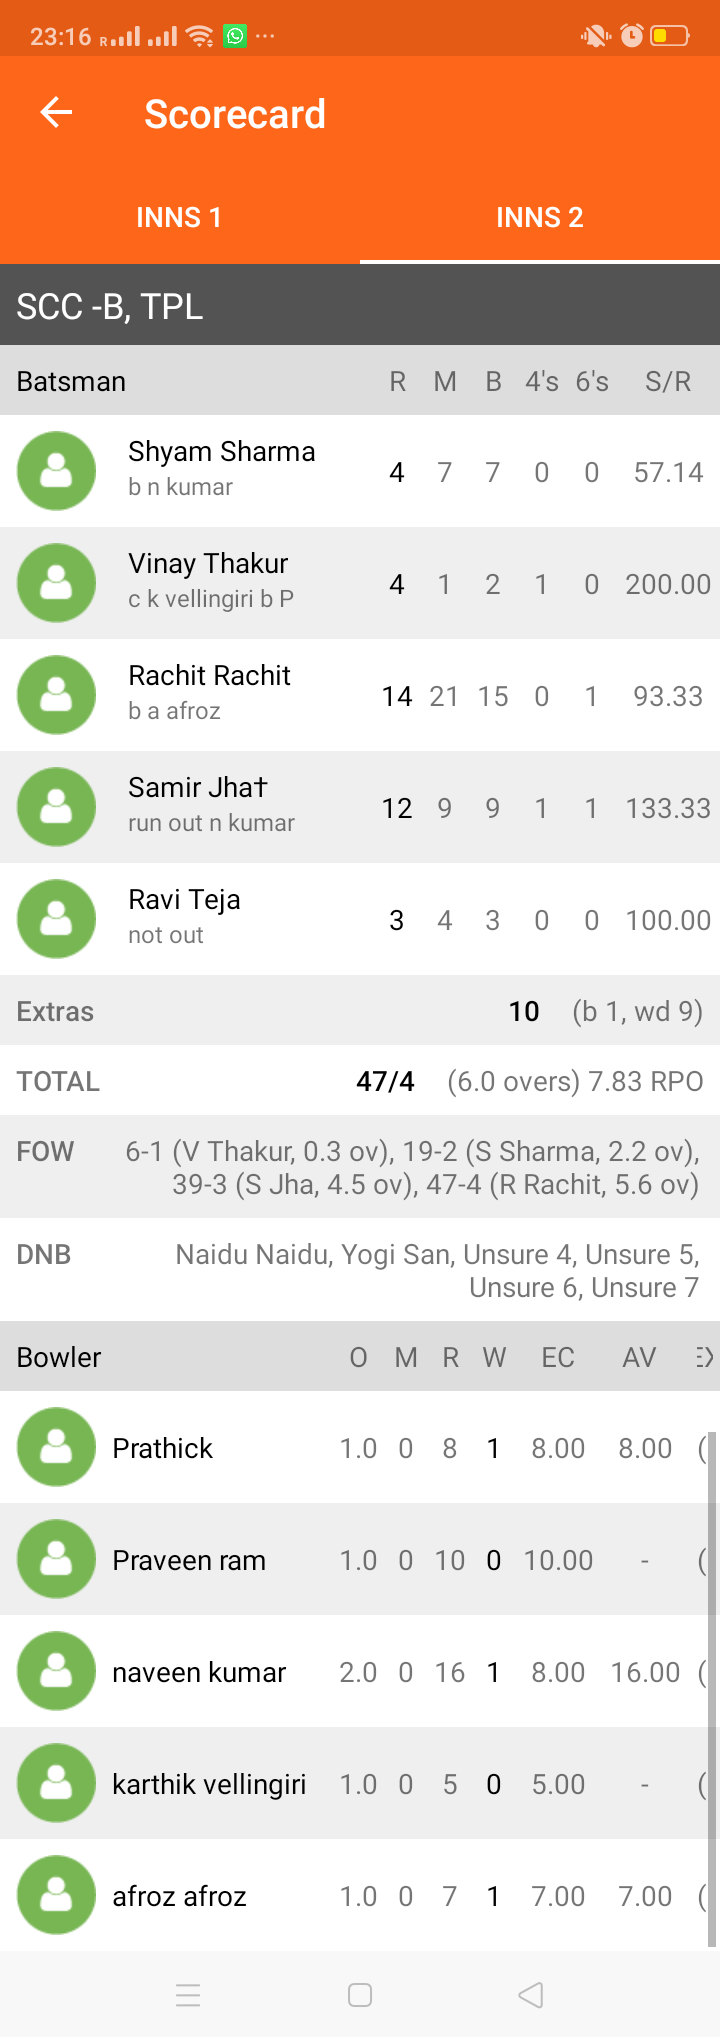 23:16 R
Scorecard
INNS 1 INNS 2
SCC -B, TPL
Batsman R M B 4's 6's S/R
Shyam Sharma
b n kumar
4 7 7 0 0 57.14
Vinay Thakur
c k vellingiri b P
4 1 2 1 0 200.00
Rachit Rachit
b a afroz
14 21 15 0 1 93.33
Samir Jha†
run out n kumar
12 9 9 1 1 133.33
Ravi Teja
not out
3 4 3 0 0 100.00
Extras 10 (b 1, wd 9)
TOTAL 47/4 (6.0 overs) 7.83 RPO
FOW 6-1 (V Thakur, 0.3 ov), 19-2 (S Sharma, 2.2 ov),
39-3 (S Jha, 4.5 ov), 47-4 (R Rachit, 5.6 ov)
DNB Naidu Naidu, Yogi San, Unsure 4, Unsure 5,
Unsure 6, Unsure 7
Bowler O M R W EC AV
Prathick 1.0 0 8 1 8.00 8.00 (
Praveen ram 1.0 0 10 0 10.00 - (
naveen kumar 2.0 0 16 1 8.00 16.00 (
karthik vellingiri 1.0 0 5 0 5.00 - (
afroz afroz 1.0 0 7 1 7.00 7.00 (